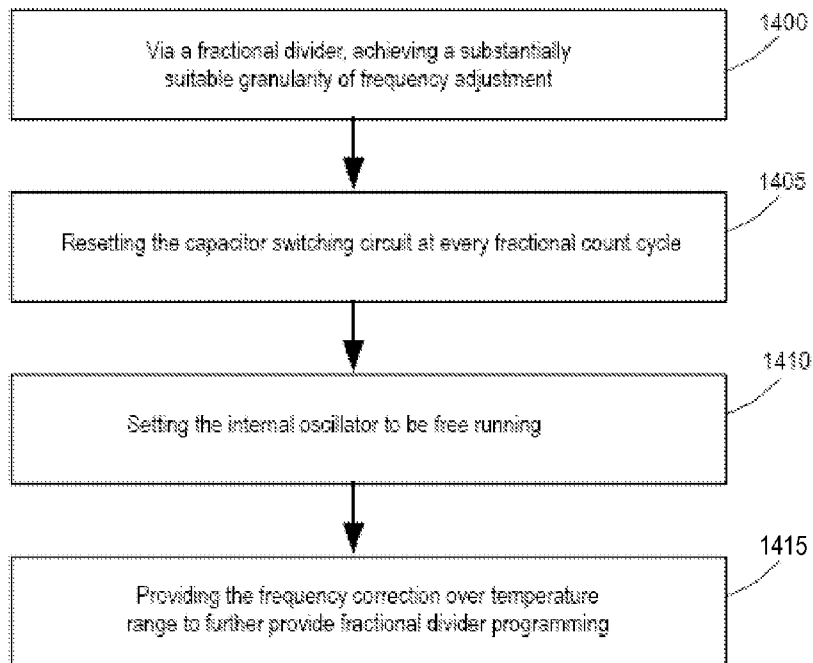 1400
Via a fractional divider, achieving a substantially
suitable granularity of frequency adjustment
1405
Resetting the capacitor switching circuit at every fractional count cycle
1410
Setting the internal oscillator to be free running
1415
Providing the frequency correction over temperature
range to further provide fractional divider programming